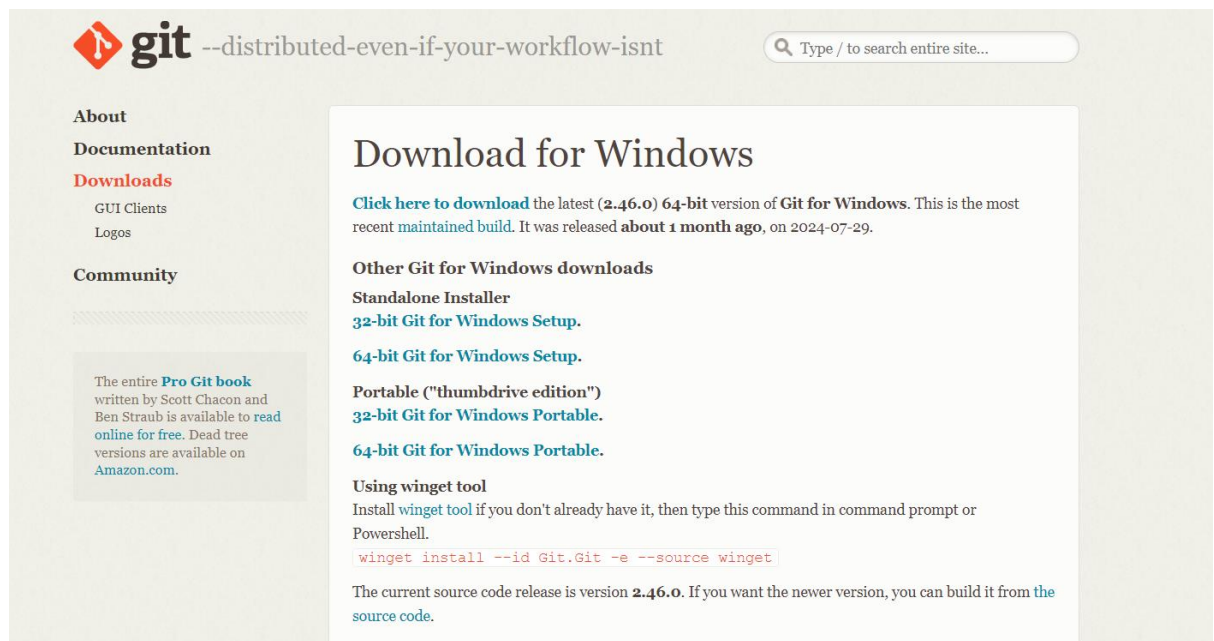 git --distributed-even-if-your-workflow-isnt
Type / to search entire site...
About
Documentation
Downloads
GUI Clients
Logos
Community
The entire Pro Git book
written by Scott Chacon and
Ben Straub is available to read
online for free. Dead tree
versions are available on
Amazon.com.
Download for Windows
Click here to download the latest (2.46.0) 64-bit version of Git for Windows. This is the most
recent maintained build. It was released about 1 month ago, on 2024-07-29.
Other Git for Windows downloads
Standalone Installer
32-bit Git for Windows Setup.
64-bit Git for Windows Setup.
Portable ("thumbdrive edition")
32-bit Git for Windows Portable.
64-bit Git for Windows Portable.
Using winget tool
Install winget tool if you don't already have it, then type this command in command prompt or
Powershell.
winget install --id Git.Git -e --source winget
The current source code release is version 2.46.0. If you want the newer version, you can build it from the
source code.